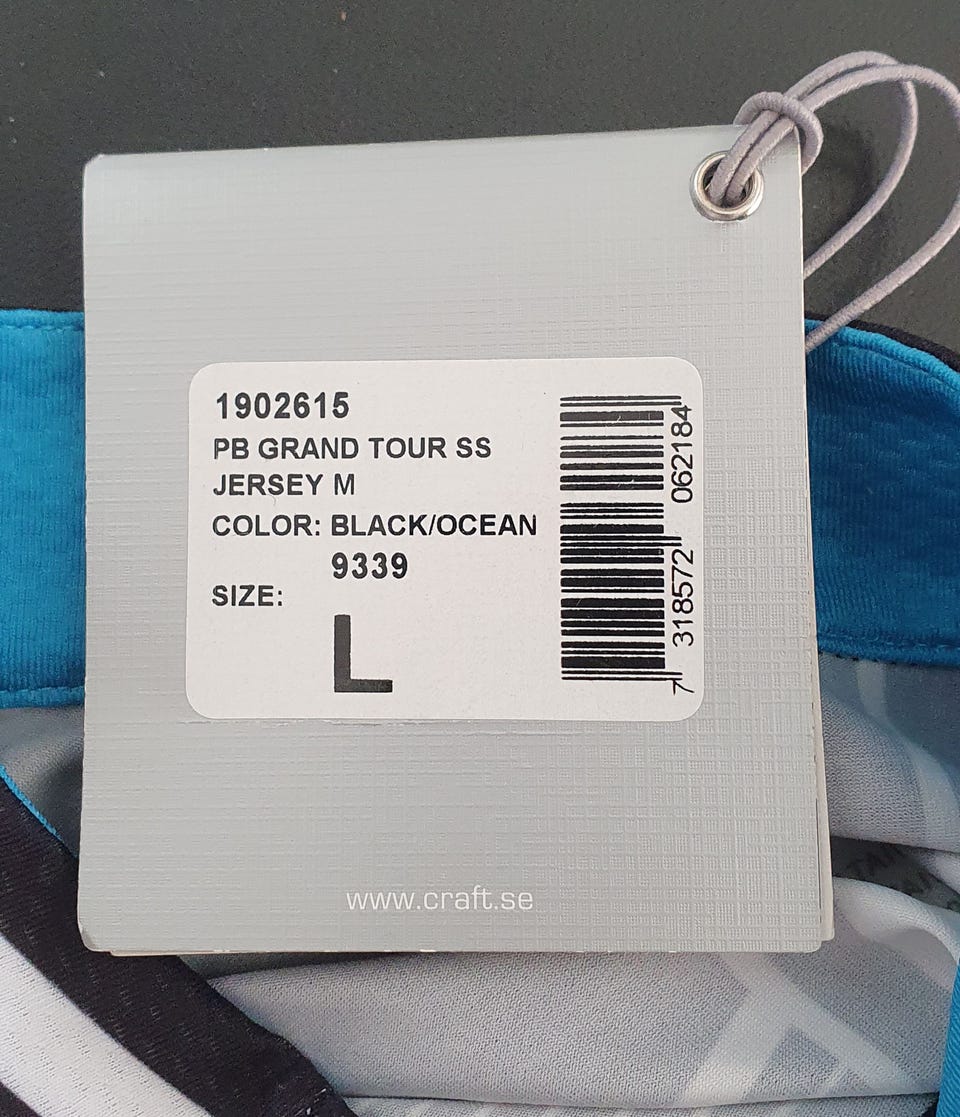 1902615
PB GRAND TOUR SS
JERSEY M
COLOR: BLACK/OCEAN
9339
SIZE:
L
7 318572 062184
www.craft.se